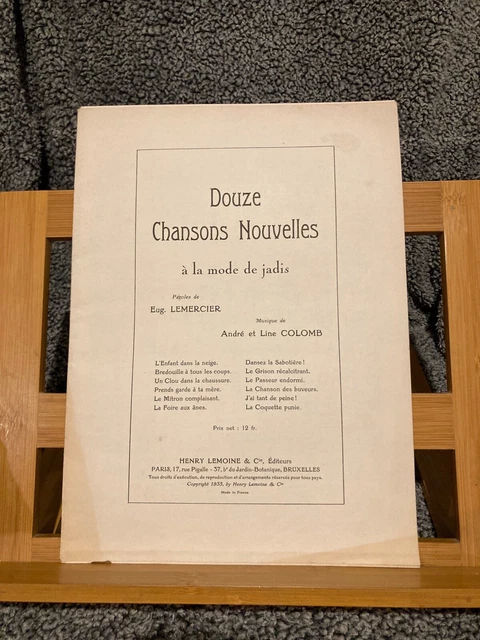 Douze
Chansons Nouvelles
à la mode de jadis
Paroles de
Eug. LEMERCIER
Musique de
André et Line COLOMB
L'Enfant dans la neige.
Bredouille à tous les coups.
Un Clou dans la chaussure.
Prends garde à ta mère.
Le Mitron complaisant.
La Foire aux ânes.
Dansez la Sabotière !
Le Grison récalcitrant.
Le Passeur endormi.
La Chanson des boveurs.
J'ai tant de peine !
La Coquette punie.
Prix net : 12 fr.
HENRY LEMOINE & Cie, Éditeurs
PARIS, 17, rue Pigalle - 37, bd du Jardin-Botanique, BRUXELLES
Tous droits d'exécution, de reproduction et d'arrangements réservés pour tous pays.
Copyright 1935, by Henry Lemoine & Cie
Made in France